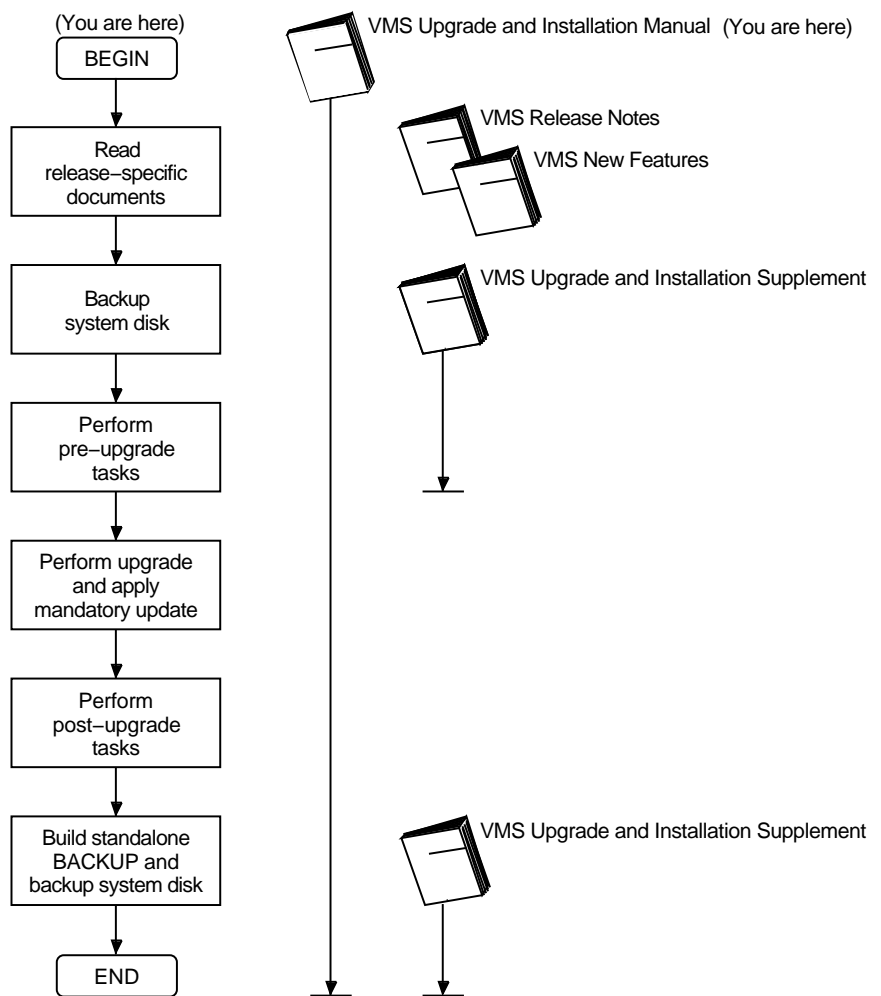 (You are here)
BEGIN
VMS Upgrade and Installation Manual (You are here)
Read
release−specific
documents
VMS Release Notes
VMS New Features
Backup
system disk
VMS Upgrade and Installation Supplement
Perform
pre−upgrade
tasks
Perform upgrade
and apply
mandatory update
Perform
post−upgrade
tasks
Build standalone
BACKUP and
backup system disk
VMS Upgrade and Installation Supplement
END